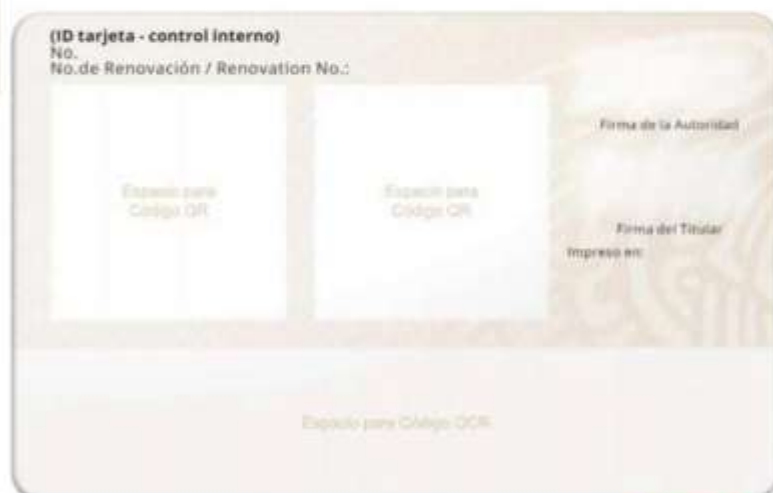 (ID tarjeta - control interno)
No.
No.de Renovación / Renovation No.:
Firma de la Autoridad
Espacio para
Código QR
Espacio para
Código QR
Firma del Titular
Impreso en:
Espacio para Código OCR